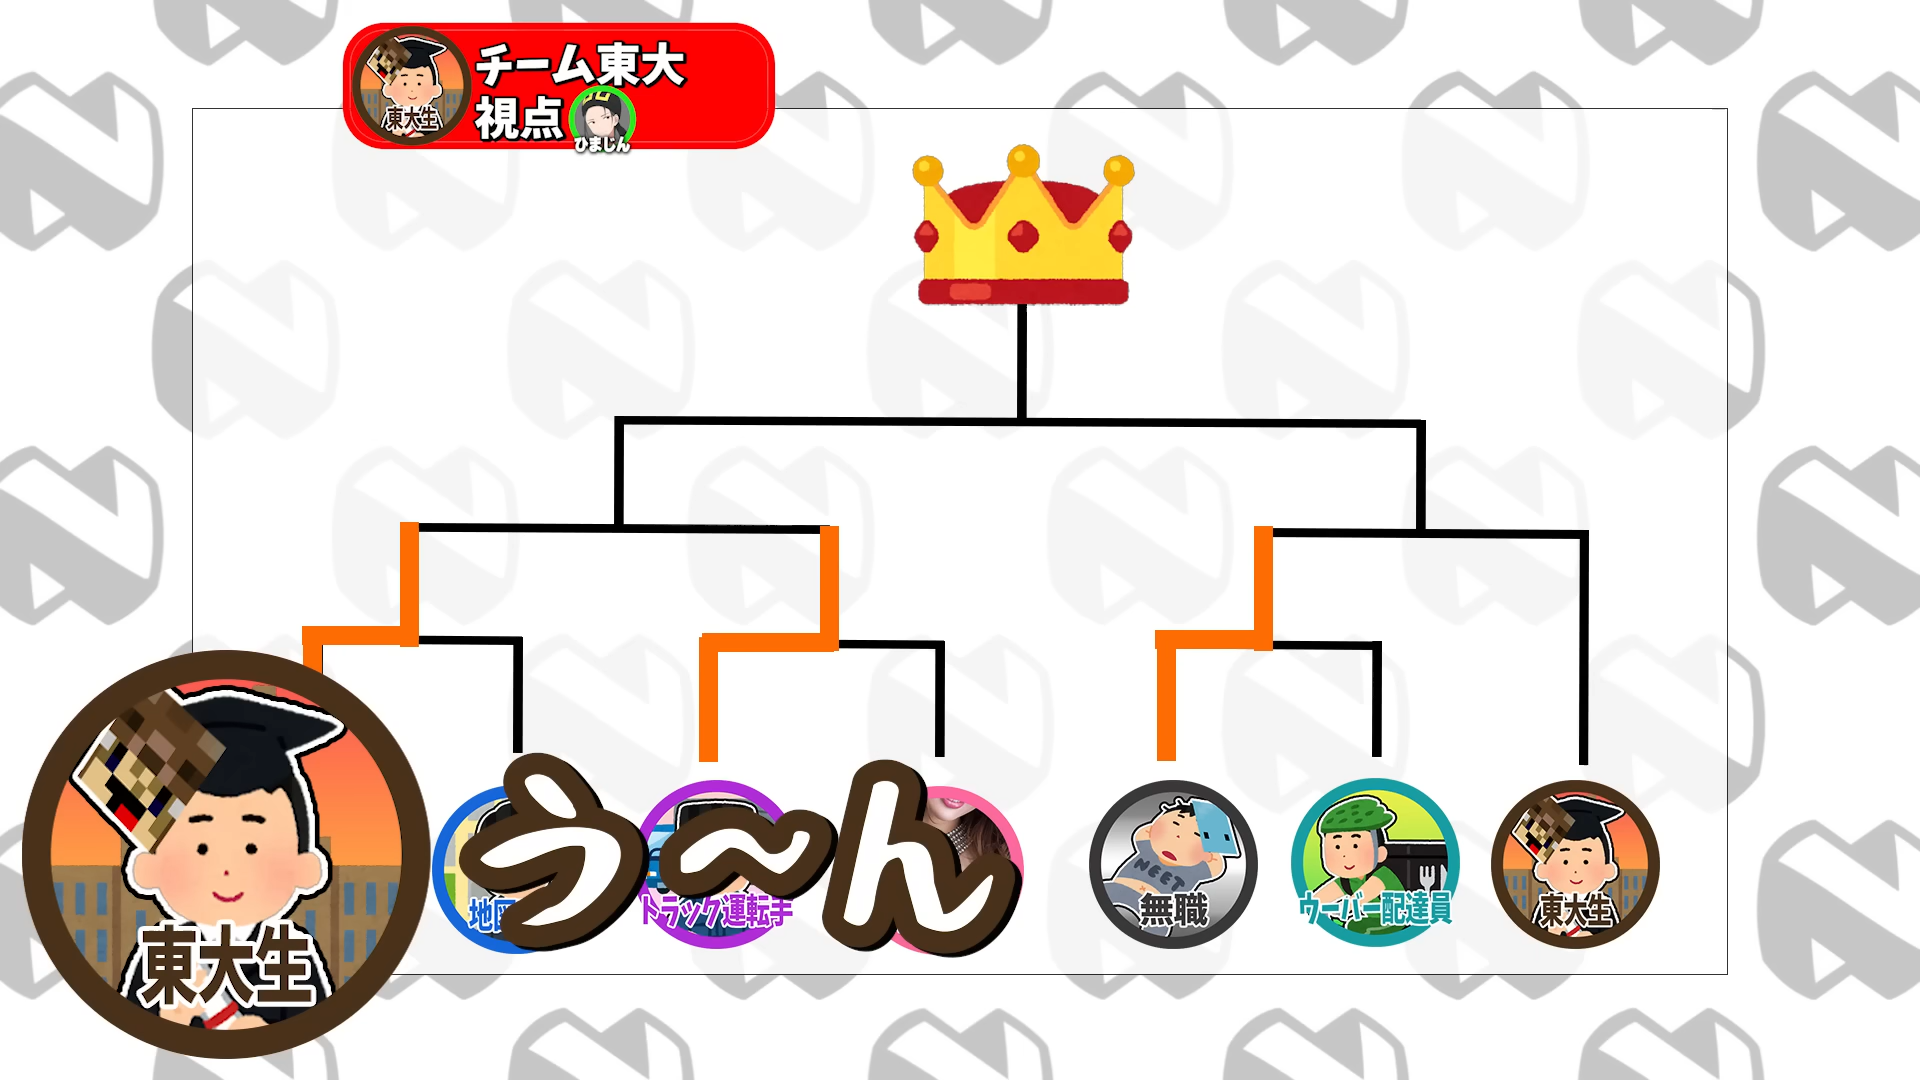 チーム東大
視点
ひまじん
東大生
う〜ん
トラック運転手
NEET
無職
ウーバー配達員
東大生
東大生